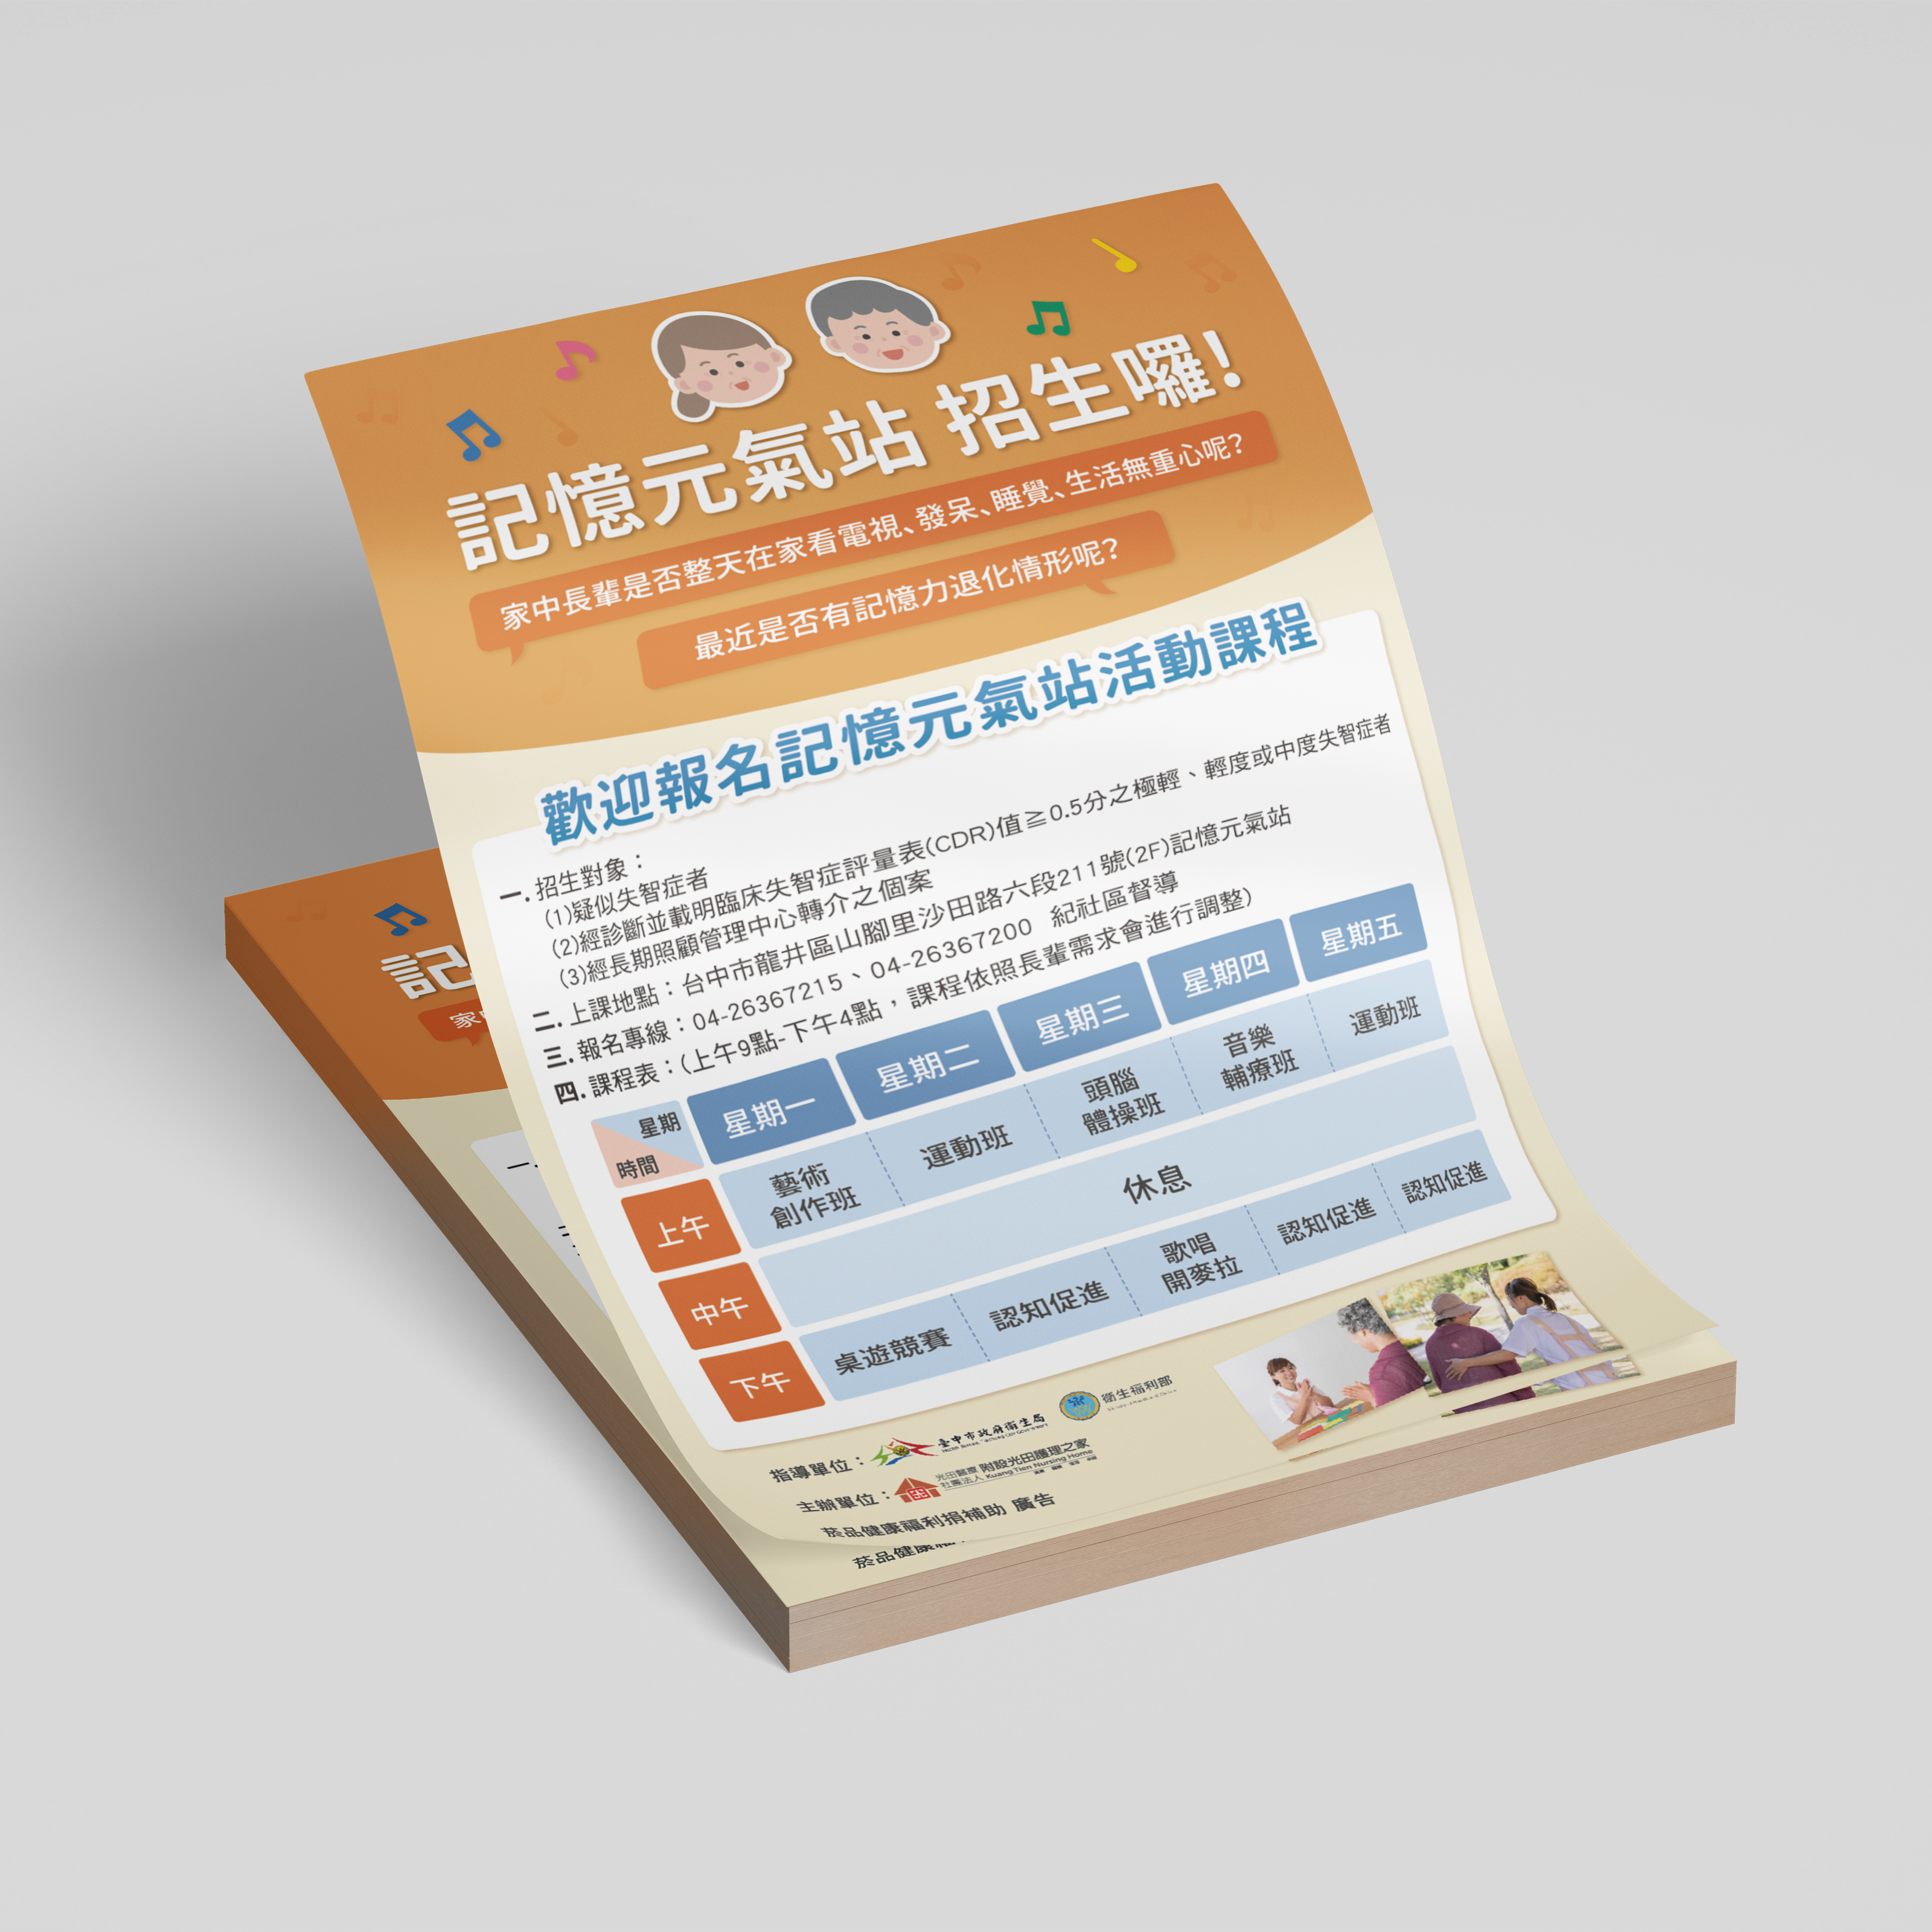 記憶元氣站 招生囉!
家中長輩是否整天在家看電視、發呆、睡覺、生活無重心呢?
最近是否有記憶力退化情形呢?
歡迎報名記憶元氣站活動課程
一. 招生對象：
(1)疑似失智症者
(2)經診斷並載明臨床失智症評量表(CDR)值≧0.5分之極輕、輕度或中度失智症者
(3)經長期照顧管理中心轉介之個案
二. 上課地點：台中市龍井區山腳里沙田路六段211號(2F)記憶元氣站
三. 報名專線：04-26367215、04-26367200 紀社區督導
四. 課程表：(上午9點-下午4點，課程依照長輩需求會進行調整)
星期 時間 星期一 星期二 星期三 星期四 星期五
上午 藝術創作班 運動班 頭腦體操班 音樂輔療班 運動班
中午 休息
下午 桌遊競賽 認知促進 歌唱開麥拉 認知促進 認知促進
指導單位： 臺中市政府衛生局 衛生福利部
主辦單位： 光田醫療社團法人 附設光田護理之家
Kuang Tien Nursing Home
菸品健康福利捐補助 廣告
菸品健康
記
家
一.